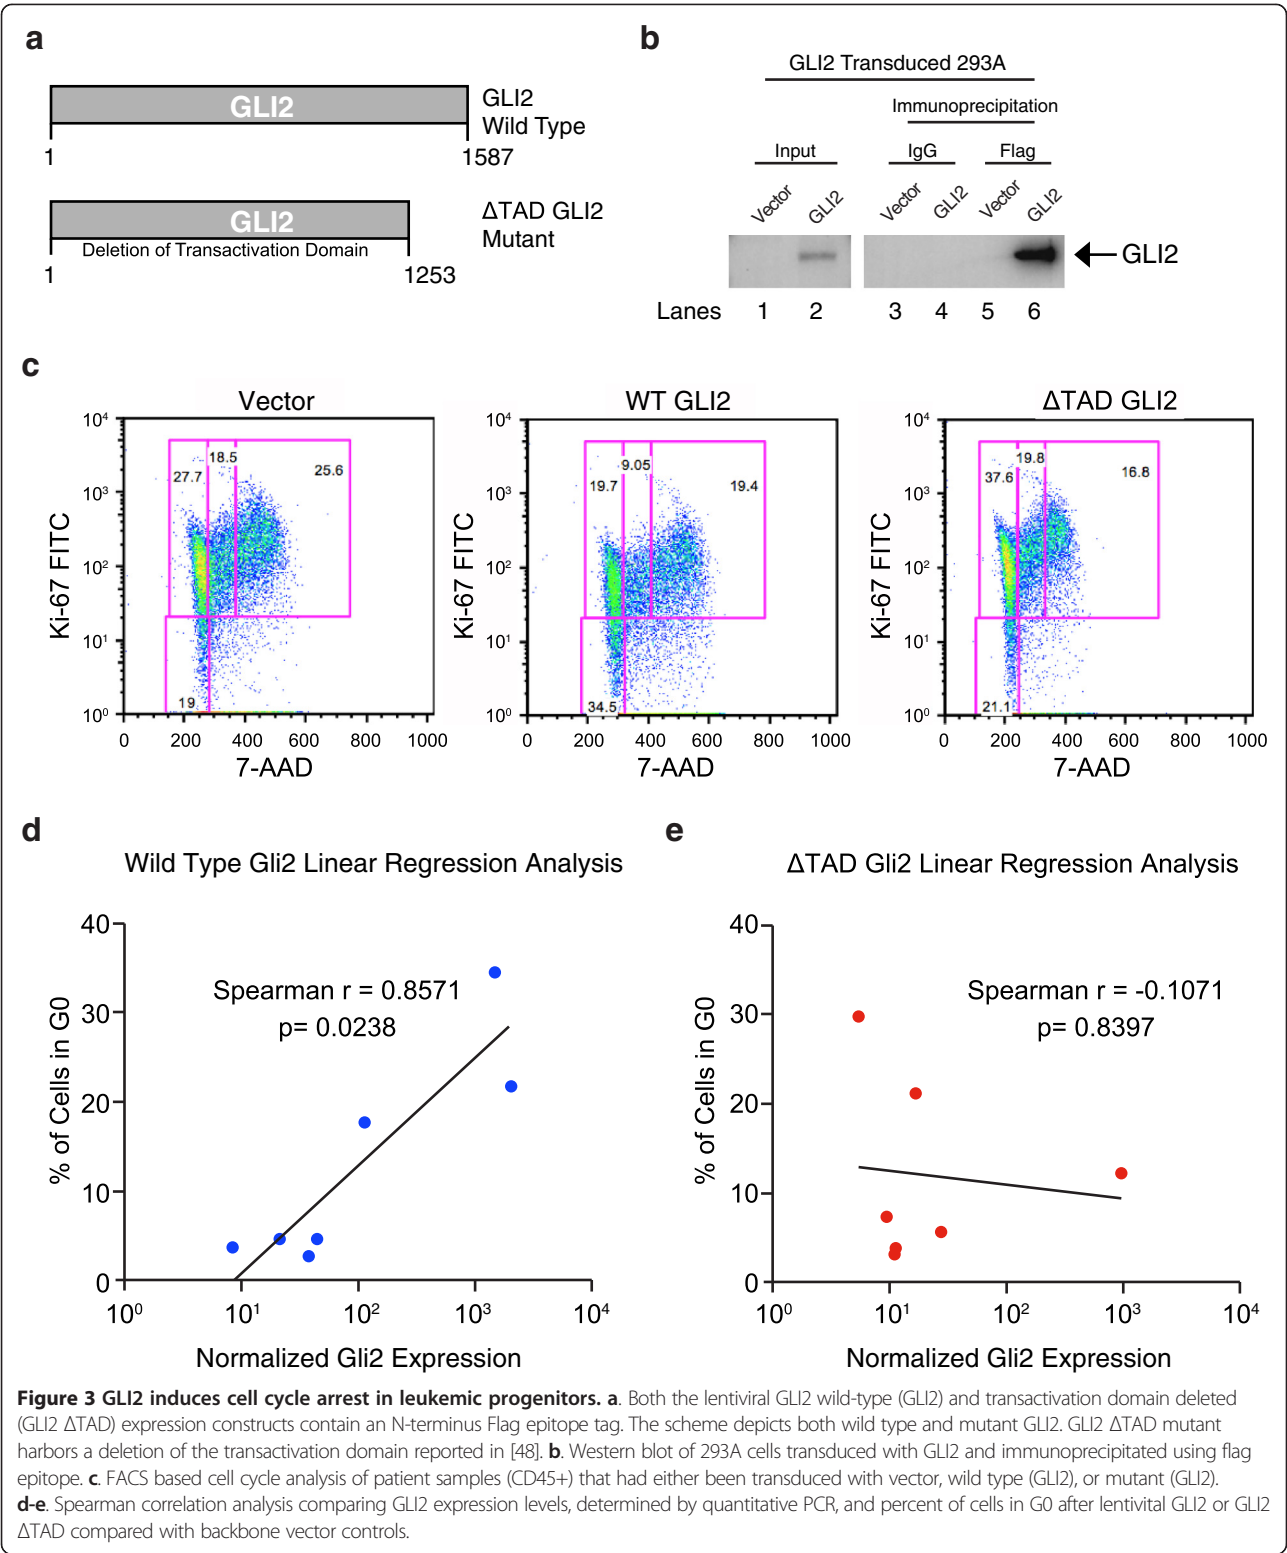 a
GLI2
GLI2
Wild Type
1
1587
GLI2
ΔTAD GLI2
Mutant
Deletion of Transactivation Domain
1
1253
b
GLI2 Transduced 293A
Immunoprecipitation
Input
IgG
Flag
Vector
GLI2
Vector
GLI2
Vector
GLI2
GLI2
Lanes 1 2 3 4 5 6
c
Vector
10⁴
10³
10²
10¹
10⁰
Ki-67 FITC
27.7
18.5
25.6
19
0 200 400 600 800 1000
7-AAD
WT GLI2
10⁴
10³
10²
10¹
10⁰
Ki-67 FITC
19.7
9.05
19.4
34.5
0 200 400 600 800 1000
7-AAD
ΔTAD GLI2
10⁴
10³
10²
10¹
10⁰
Ki-67 FITC
37.6
19.8
16.8
21.1
0 200 400 600 800 1000
7-AAD
d
Wild Type Gli2 Linear Regression Analysis
40
30
20
10
0
% of Cells in G0
Spearman r = 0.8571
p= 0.0238
10⁰ 10¹ 10² 10³ 10⁴
Normalized Gli2 Expression
e
ΔTAD Gli2 Linear Regression Analysis
40
30
20
10
0
% of Cells in G0
Spearman r = -0.1071
p= 0.8397
10⁰ 10¹ 10² 10³ 10⁴
Normalized Gli2 Expression
Figure 3 GLI2 induces cell cycle arrest in leukemic progenitors. a. Both the lentiviral GLI2 wild-type (GLI2) and transactivation domain deleted
(GLI2 ΔTAD) expression constructs contain an N-terminus Flag epitope tag. The scheme depicts both wild type and mutant GLI2. GLI2 ΔTAD mutant
harbors a deletion of the transactivation domain reported in [48]. b. Western blot of 293A cells transduced with GLI2 and immunoprecipitated using flag
epitope. c. FACS based cell cycle analysis of patient samples (CD45+) that had either been transduced with vector, wild type (GLI2), or mutant (GLI2).
d-e. Spearman correlation analysis comparing GLI2 expression levels, determined by quantitative PCR, and percent of cells in G0 after lentivital GLI2 or GLI2
ΔTAD compared with backbone vector controls.